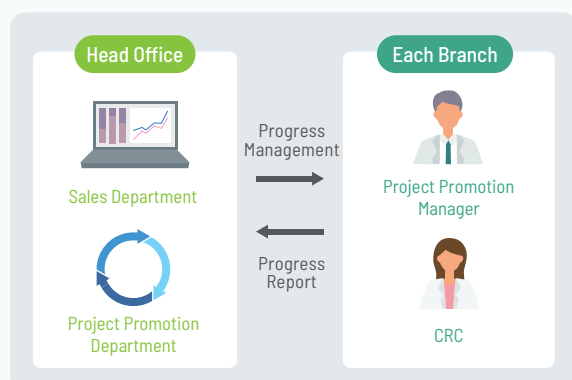 Head Office
Sales Department
Project Promotion
Department
Progress
Management
Progress
Report
Each Branch
Project Promotion
Manager
CRC